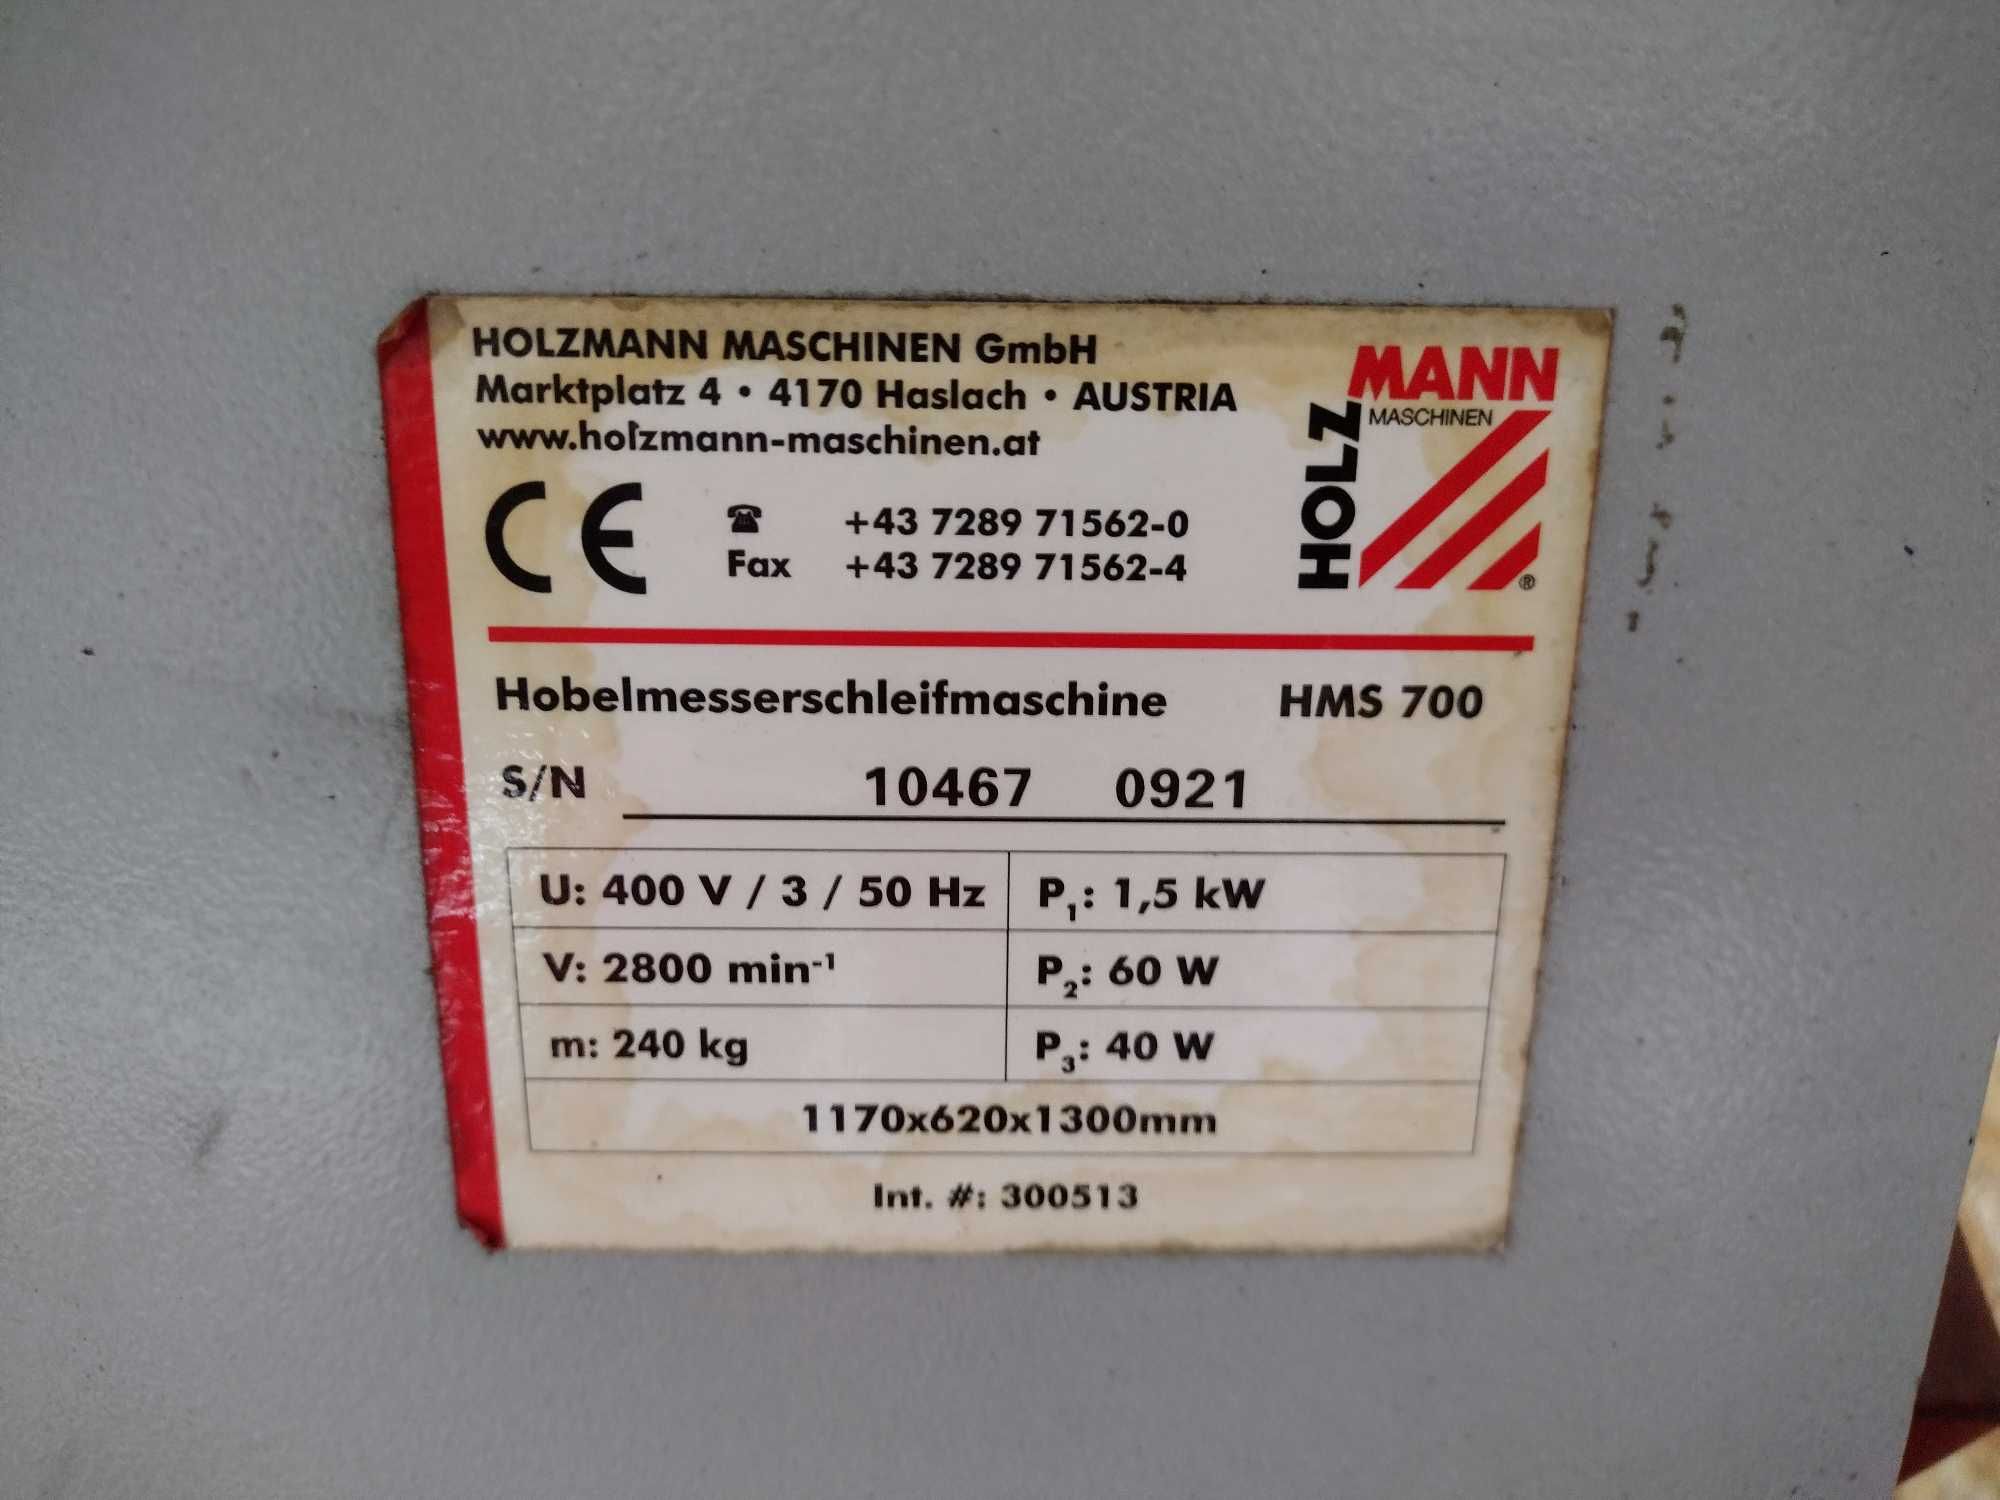 HOLZMANN MASCHINEN GmbH
Marktplatz 4 • 4170 Haslach • AUSTRIA
www.holzmann-maschinen.at
HOLZ
MANN
MASCHINEN
®
CE
☎ +43 7289 71562-0
Fax +43 7289 71562-4
Hobelmesserschleifmaschine HMS 700
S/N 10467 0921
U: 400 V / 3 / 50 Hz P₁: 1,5 kW
V: 2800 min⁻¹ P₂: 60 W
m: 240 kg P₃: 40 W
1170x620x1300mm
Int. #: 300513